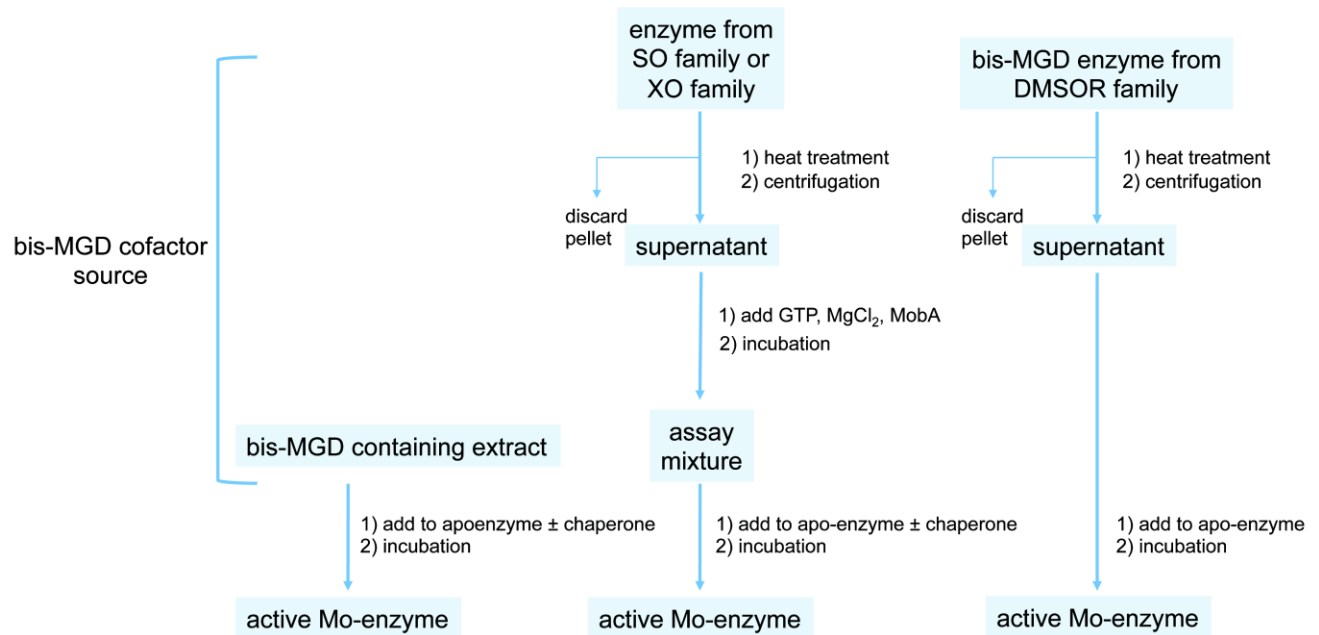 enzyme from
SO family or
XO family
bis-MGD enzyme from
DMSOR family
1) heat treatment
2) centrifugation
1) heat treatment
2) centrifugation
discard
pellet
discard
pellet
supernatant
supernatant
bis-MGD cofactor
source
1) add GTP, MgCl₂, MobA
2) incubation
bis-MGD containing extract
assay
mixture
1) add to apoenzyme ± chaperone
2) incubation
1) add to apo-enzyme ± chaperone
2) incubation
1) add to apo-enzyme
2) incubation
active Mo-enzyme
active Mo-enzyme
active Mo-enzyme